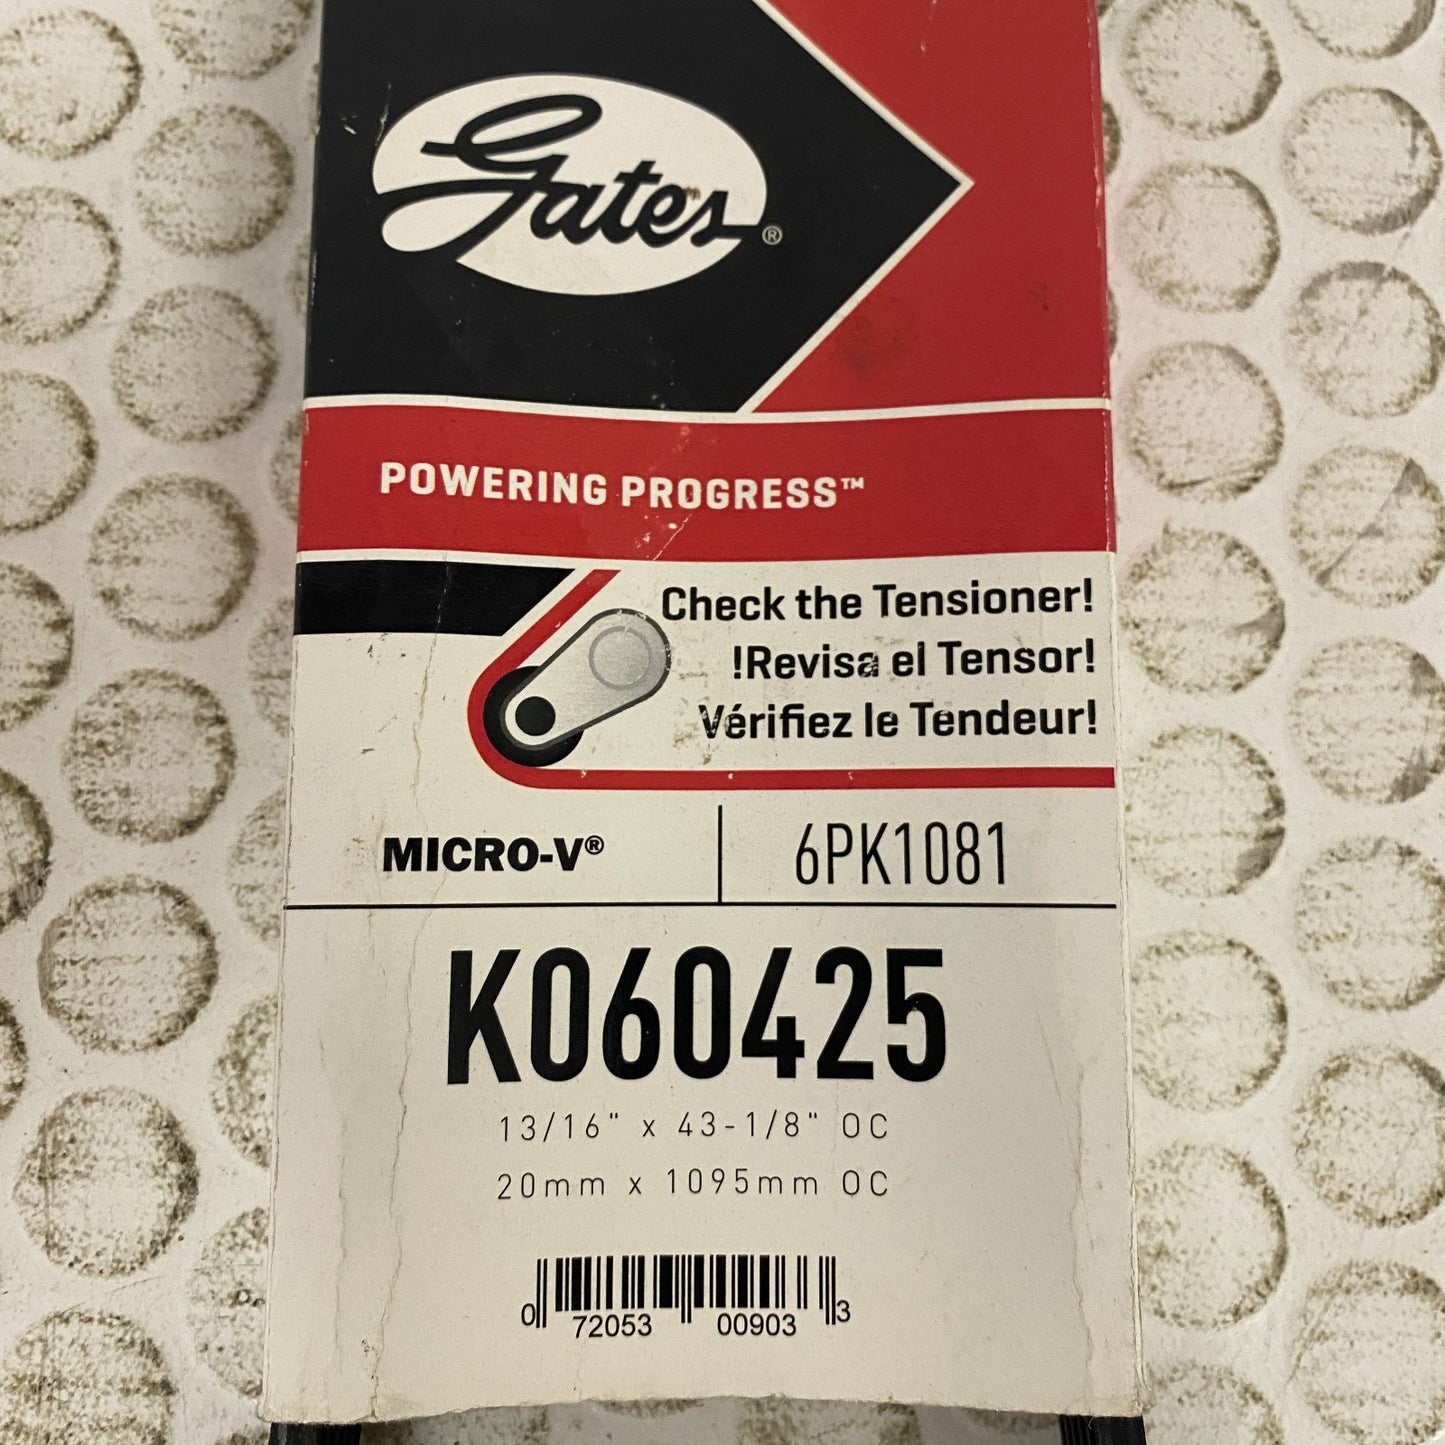 Gates®
POWERING PROGRESS™
Check the Tensioner!
!Revisa el Tensor!
Vérifiez le Tendeur!
MICRO-V® 6PK1081
K060425
13/16" x 43-1/8" OC
20mm x 1095mm OC
0 72053 00903 3